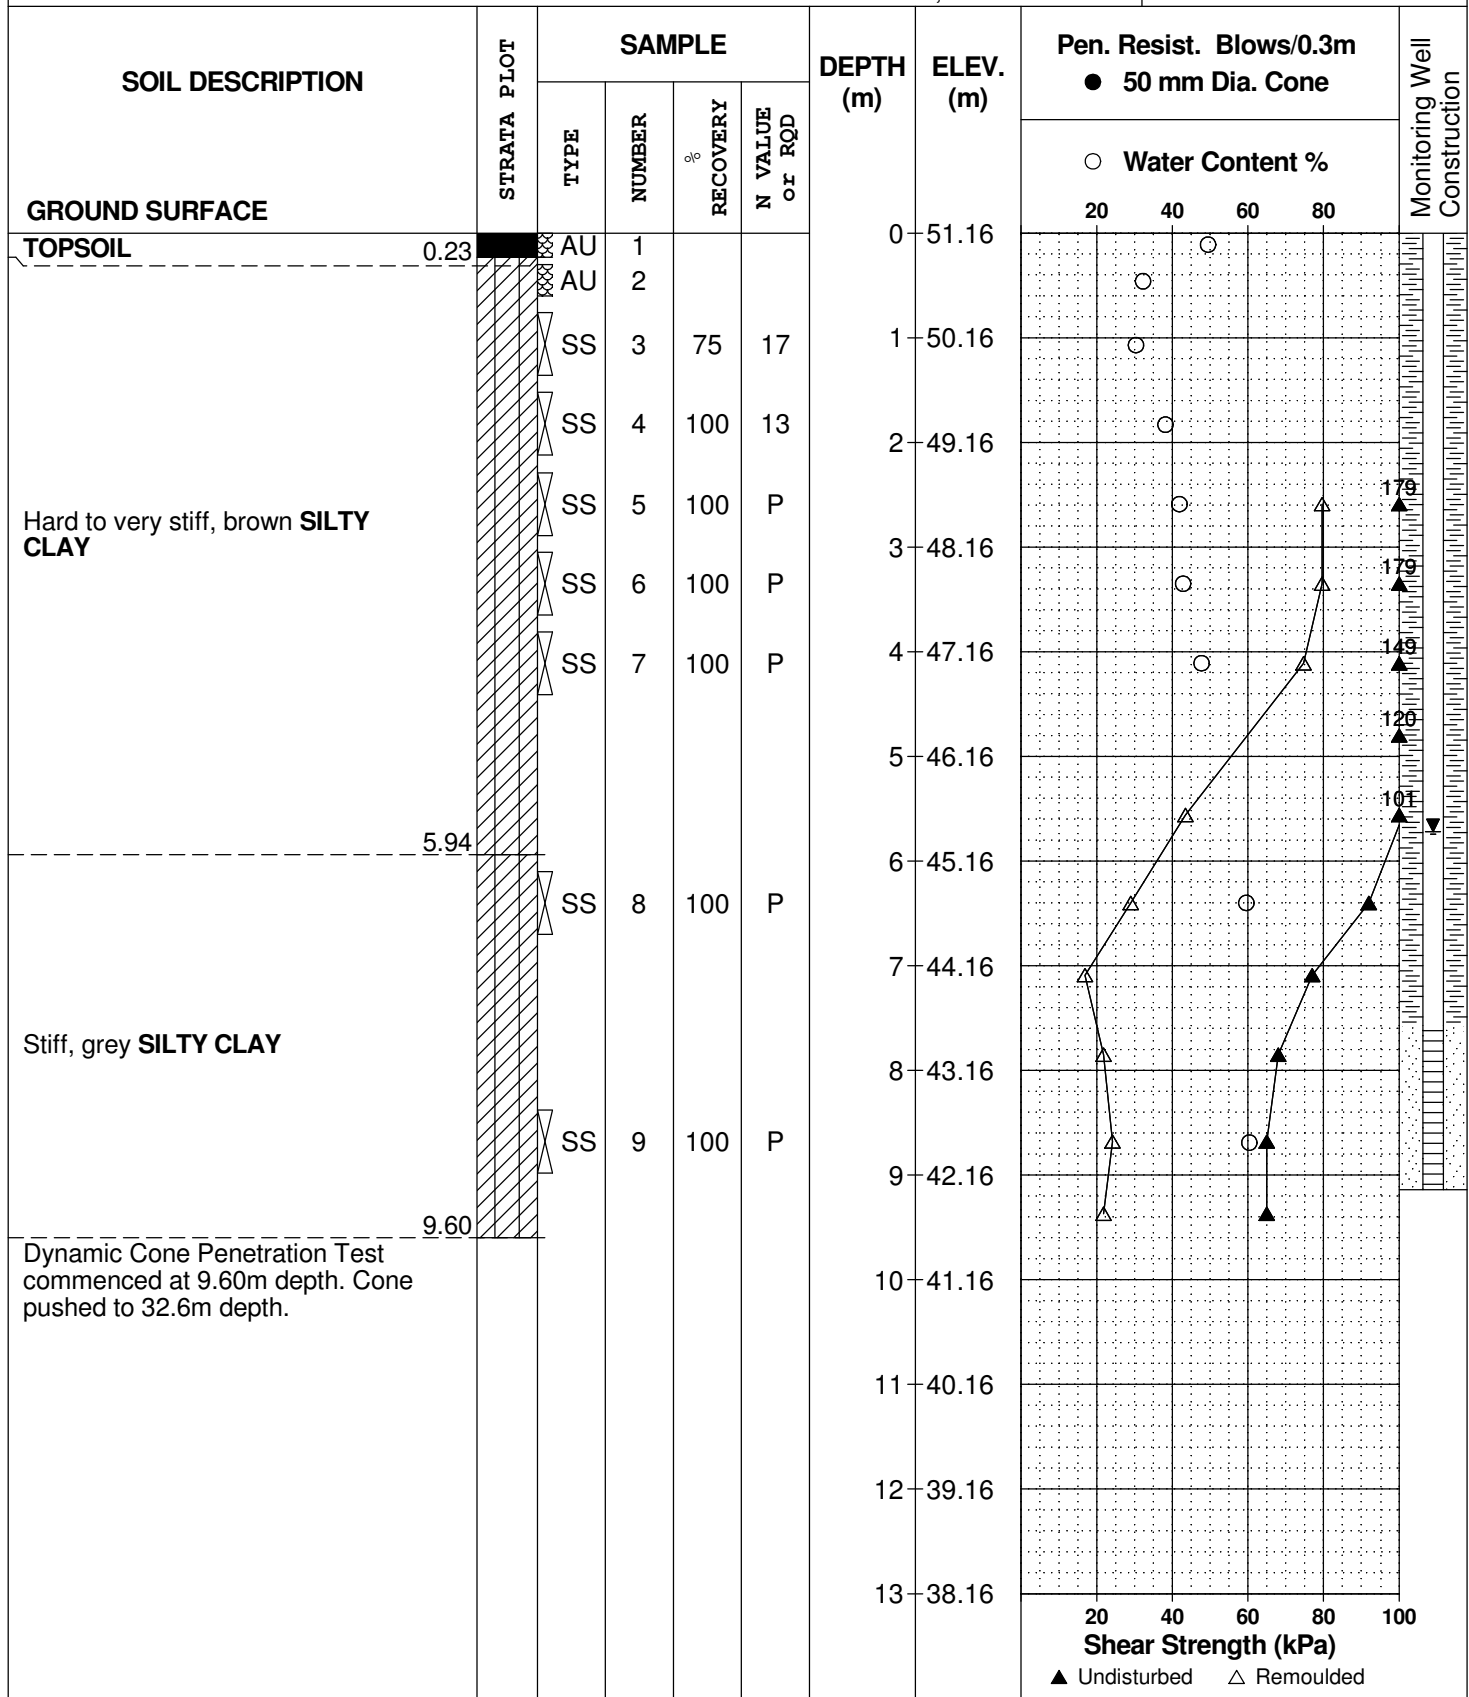 SOIL DESCRIPTION
GROUND SURFACE
STRATA PLOT
SAMPLE
TYPE
NUMBER
% RECOVERY
N VALUE or RQD
DEPTH (m)
ELEV. (m)
Pen. Resist. Blows/0.3m
● 50 mm Dia. Cone
○ Water Content %
20 40 60 80
Monitoring Well Construction
TOPSOIL 0.23
AU 1
0 51.16
AU 2
SS 3 75 17
1 50.16
SS 4 100 13
2 49.16
179
SS 5 100 P
Hard to very stiff, brown SILTY
CLAY
3 48.16
179
SS 6 100 P
149
4 47.16
SS 7 100 P
120
5 46.16
101
5.94
6 45.16
SS 8 100 P
7 44.16
Stiff, grey SILTY CLAY
8 43.16
SS 9 100 P
9 42.16
9.60
Dynamic Cone Penetration Test
commenced at 9.60m depth. Cone
pushed to 32.6m depth.
10 41.16
11 40.16
12 39.16
13 38.16
20 40 60 80 100
Shear Strength (kPa)
▲ Undisturbed △ Remoulded